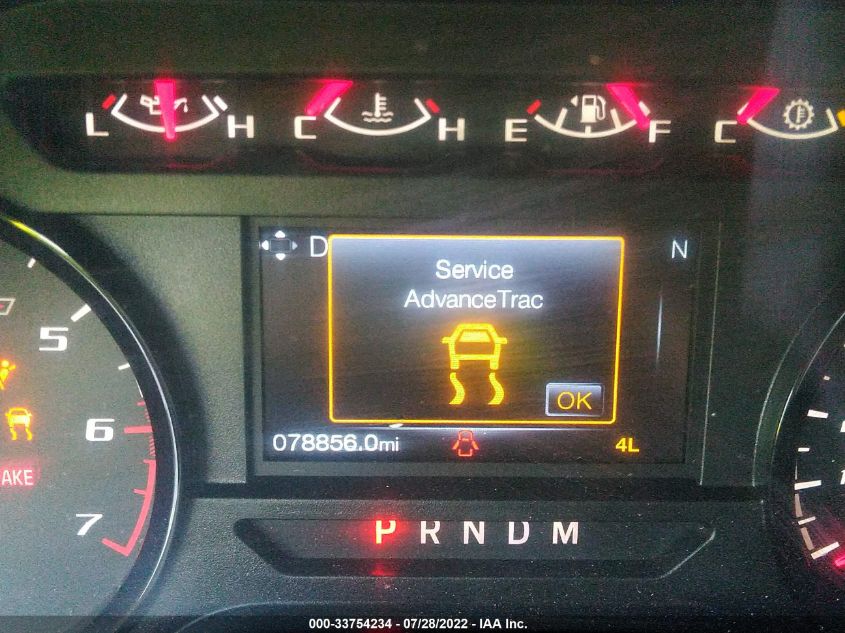 L H C H E F C
D N
Service
AdvanceTrac
OK
078856.0mi 4L
5
6
7
AKE
P R N D M
000-33754234 - 07/28/2022 - IAA Inc.